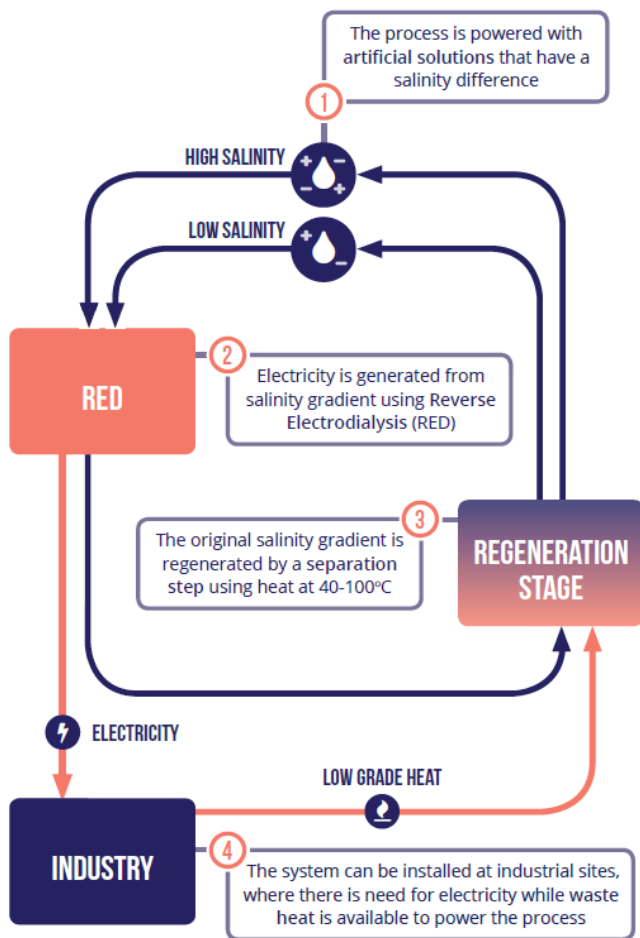 The process is powered with
artificial solutions that have a
salinity difference
1
HIGH SALINITY
+ −
− +
LOW SALINITY
+
−
2
RED
Electricity is generated from
salinity gradient using Reverse
Electrodialysis (RED)
3
The original salinity gradient is
regenerated by a separation
step using heat at 40-100ºC
REGENERATION
STAGE
ELECTRICITY
LOW GRADE HEAT
INDUSTRY
4
The system can be installed at industrial sites,
where there is need for electricity while waste
heat is available to power the process